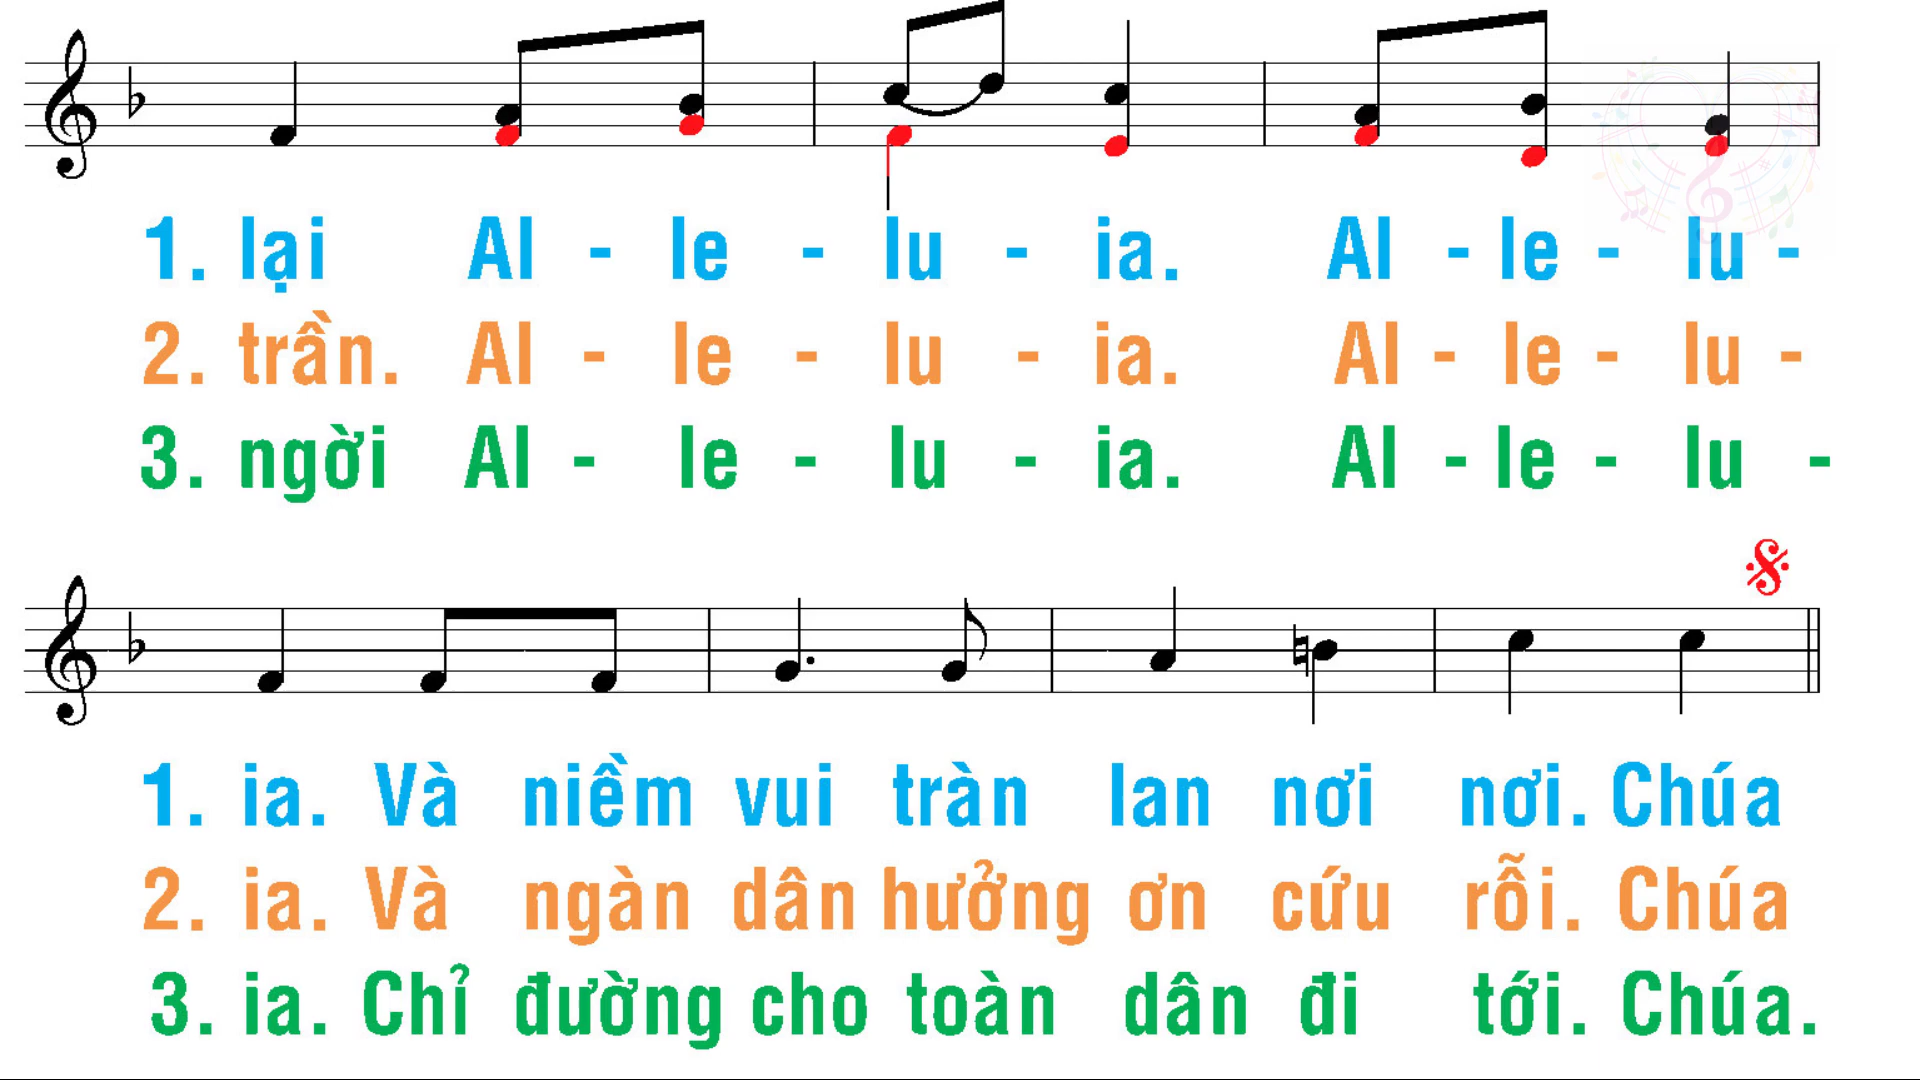 1. lại Al - le - lu - ia. Al - le - lu -
2. trần. Al - le - lu - ia. Al - le - lu -
3. ngời Al - le - lu - ia. Al - le - lu -
1. ia. Và niềm vui tràn lan nơi nơi. Chúa
2. ia. Và ngàn dân hưởng ơn cứu rỗi. Chúa
3. ia. Chỉ đường cho toàn dân đi tới. Chúa.